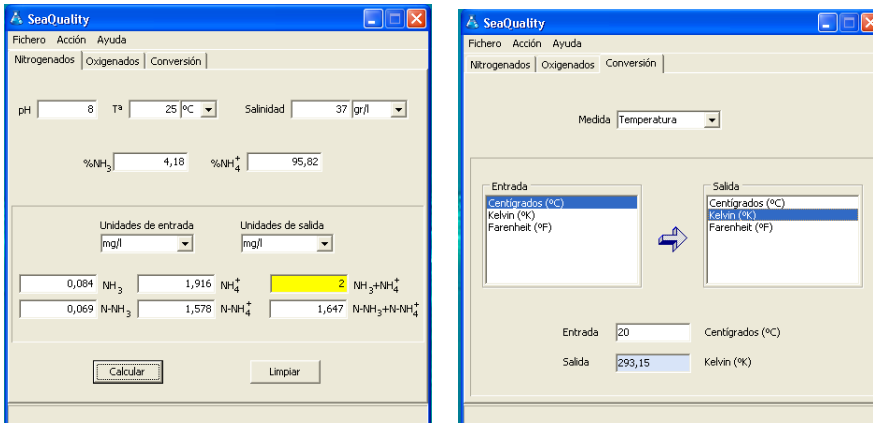 SeaQuality
Fichero Acción Ayuda
Nitrogenados Oxigenados Conversión
pH 8 Tª 25 ºC Salinidad 37 gr/l
%NH3 4,18 %NH4+ 95,82
Unidades de entrada Unidades de salida
mg/l mg/l
0,084 NH3 1,916 NH4+ 2 NH3+NH4+
0,069 N-NH3 1,578 N-NH4+ 1,647 N-NH3+N-NH4+
Calcular Limpiar
SeaQuality
Fichero Acción Ayuda
Nitrogenados Oxigenados Conversión
Medida Temperatura
Entrada Salida
Centígrados (ºC) Centígrados (ºC)
Kelvin (ºK) Kelvin (ºK)
Farenheit (ºF) Farenheit (ºF)
Entrada 20 Centígrados (ºC)
Salida 293,15 Kelvin (ºK)